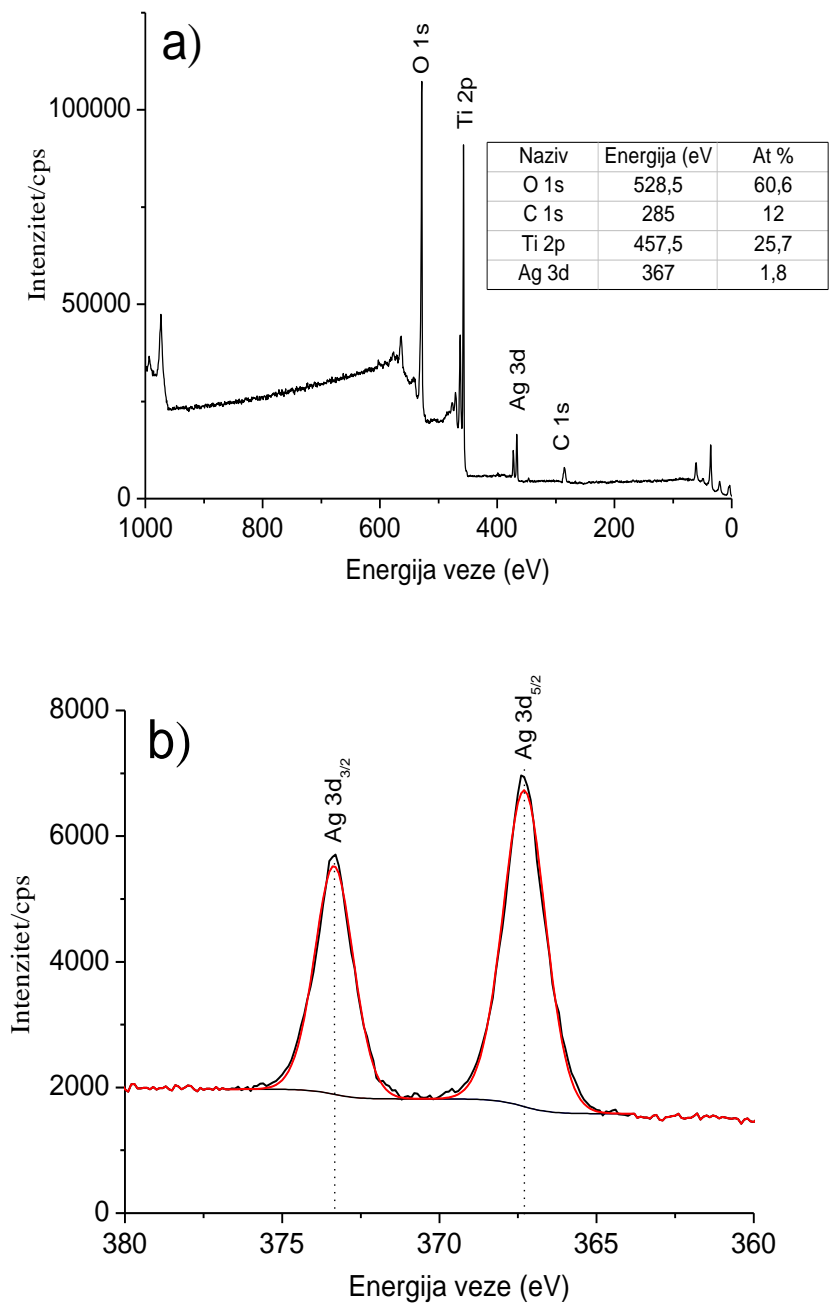 a)
O 1s
Ti 2p
Ag 3d
C 1s
Naziv Energija (eV At %
O 1s 528,5 60,6
C 1s 285 12
Ti 2p 457,5 25,7
Ag 3d 367 1,8
Intenzitet/cps
100000
50000
0
1000 800 600 400 200 0
Energija veze (eV)
b)
Ag 3d3/2
Ag 3d5/2
Intenzitet/cps
8000
6000
4000
2000
0
380 375 370 365 360
Energija veze (eV)